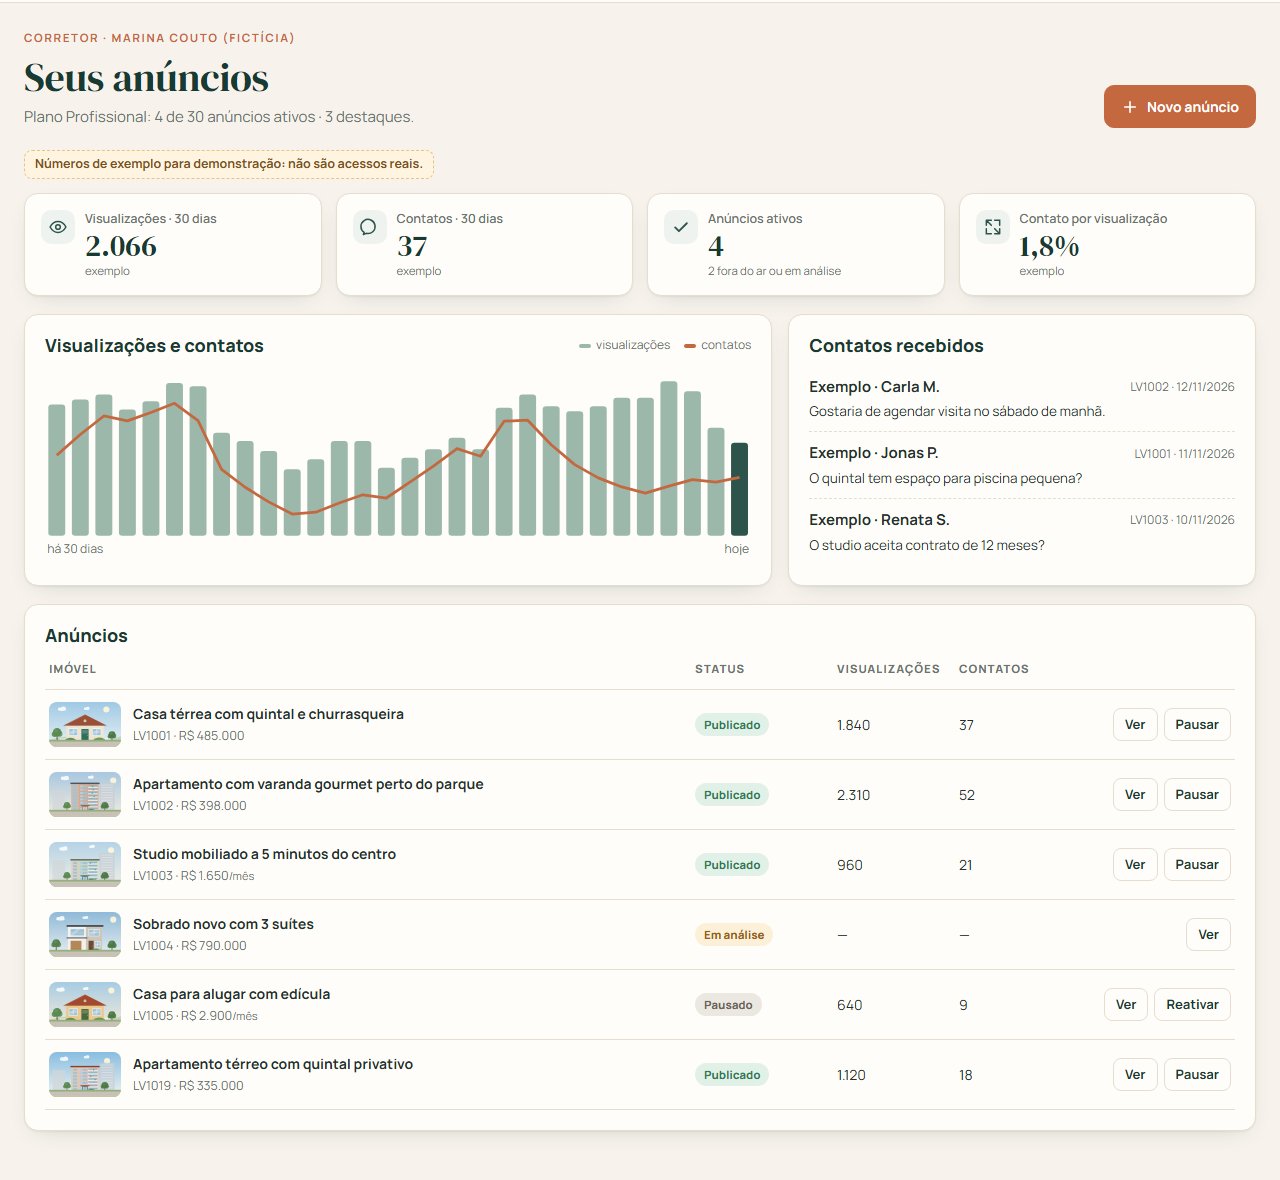 CORRETOR · MARINA COUTO (FICTÍCIA)
Seus anúncios
Plano Profissional: 4 de 30 anúncios ativos · 3 destaques.
Novo anúncio
Números de exemplo para demonstração: não são acessos reais.
Visualizações · 30 dias
2.066
exemplo
Contatos · 30 dias
37
exemplo
Anúncios ativos
4
2 fora do ar ou em análise
Contato por visualização
1,8%
exemplo
Visualizações e contatos
visualizações
contatos
há 30 dias
hoje
Contatos recebidos
Exemplo · Carla M.
LV1002 · 12/11/2026
Gostaria de agendar visita no sábado de manhã.
Exemplo · Jonas P.
LV1001 · 11/11/2026
O quintal tem espaço para piscina pequena?
Exemplo · Renata S.
LV1003 · 10/11/2026
O studio aceita contrato de 12 meses?
Anúncios
IMÓVEL STATUS VISUALIZAÇÕES CONTATOS
Casa térrea com quintal e churrasqueira
LV1001 · R$ 485.000
Publicado 1.840 37 Ver Pausar
Apartamento com varanda gourmet perto do parque
LV1002 · R$ 398.000
Publicado 2.310 52 Ver Pausar
Studio mobiliado a 5 minutos do centro
LV1003 · R$ 1.650/mês
Publicado 960 21 Ver Pausar
Sobrado novo com 3 suítes
LV1004 · R$ 790.000
Em análise — — Ver
Casa para alugar com edícula
LV1005 · R$ 2.900/mês
Pausado 640 9 Ver Reativar
Apartamento térreo com quintal privativo
LV1019 · R$ 335.000
Publicado 1.120 18 Ver Pausar